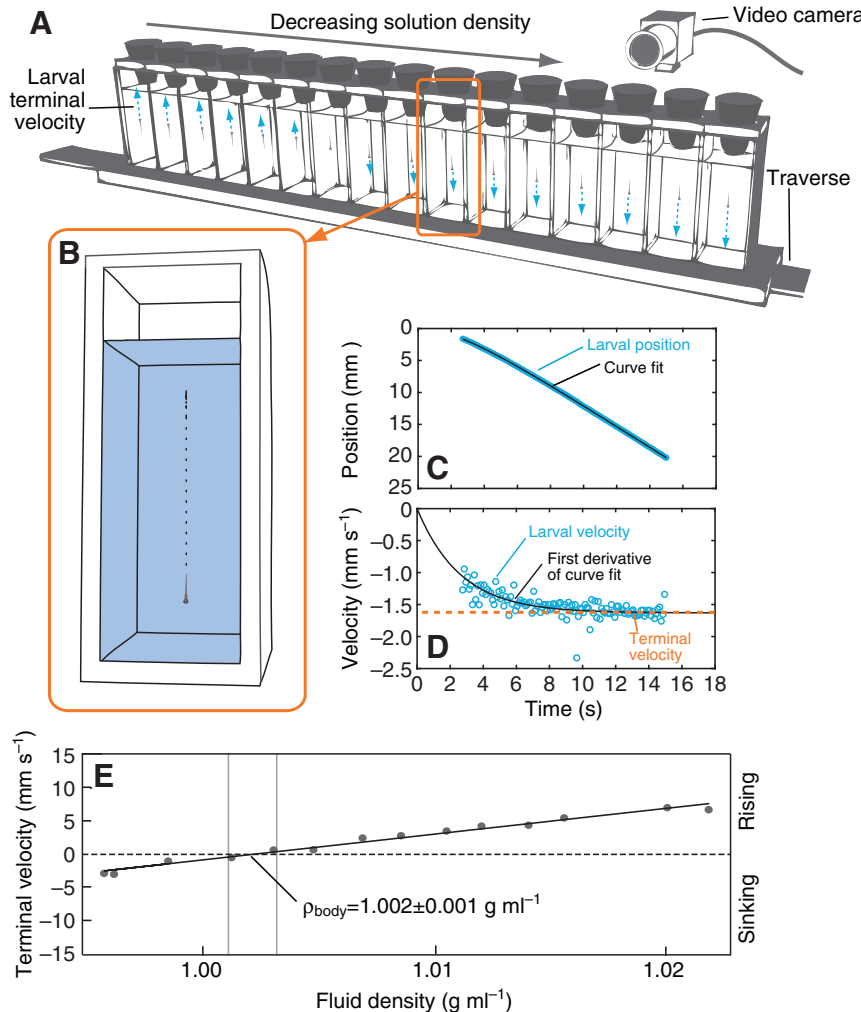 A
Decreasing solution density
Video camera
Larval
terminal
velocity
Traverse
B
0
5
10
15
20
25
Position (mm )
Larval position
Curve fit
C
0
−0.5
−1.0
−1.5
−2.0
−2.5
Velocity (mm s⁻¹)
Larval velocity
First derivative
of curve fit
Terminal
velocity
D
0 2 4 6 8 10 12 14 16 18
Time (s)
E
15
10
5
0
−5
−10
−15
Terminal velocity (mm s⁻¹)
Rising
Sinking
ρbody=1.002±0.001 g ml⁻¹
1.00 1.01 1.02
Fluid density (g ml⁻¹)